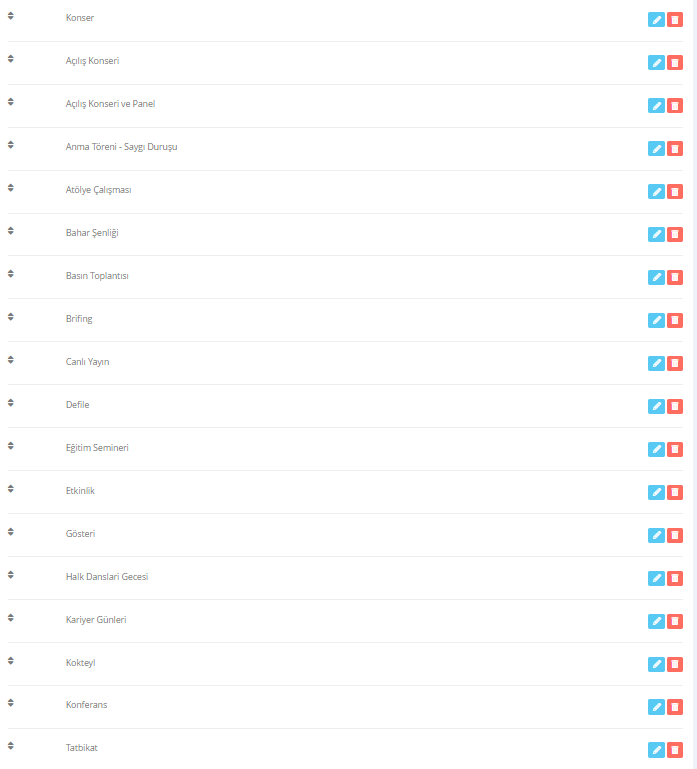 Konser
Açılış Konseri
Açılış Konseri ve Panel
Anma Töreni - Saygı Duruşu
Atölye Çalışması
Bahar Şenliği
Basın Toplantısı
Brifing
Canlı Yayın
Defile
Eğitim Semineri
Etkinlik
Gösteri
Halk Danslari Gecesi
Kariyer Günleri
Kokteyl
Konferans
Tatbikat